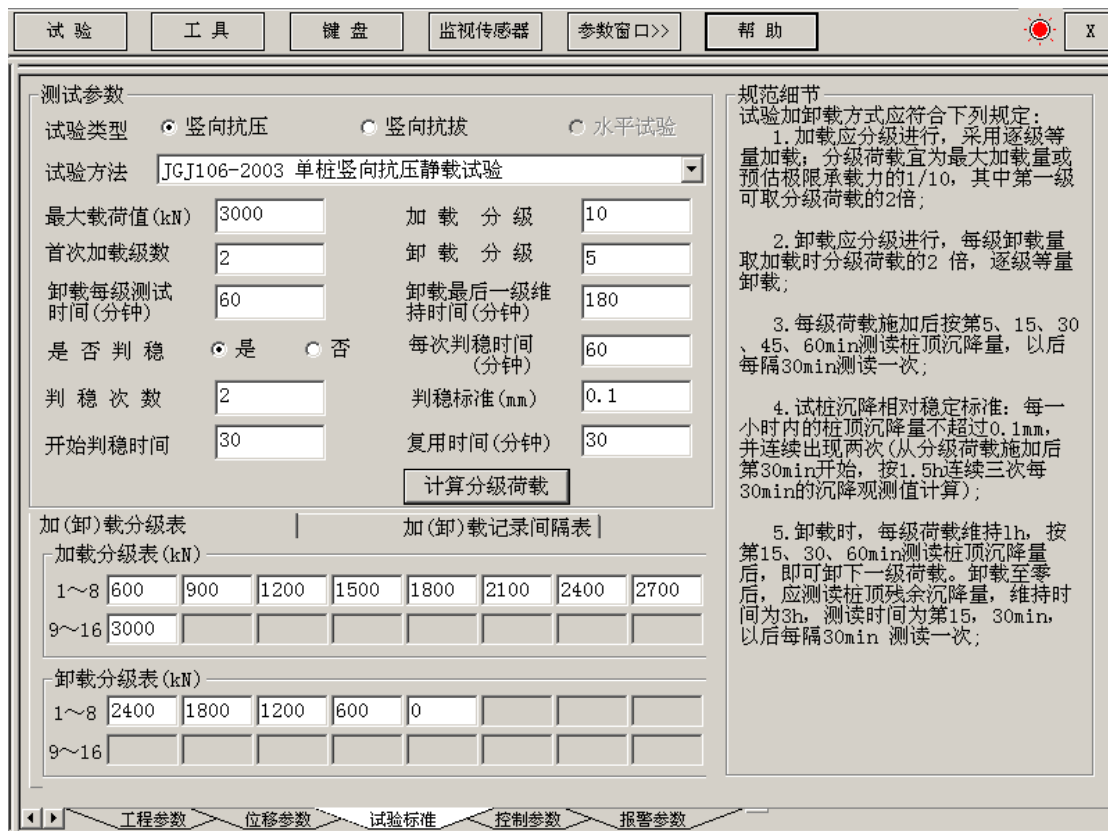 试 验 工 具 键 盘 监视传感器 参数窗口>> 帮 助 X
测试参数
试验类型 竖向抗压 竖向抗拔 水平试验
试验方法 JGJ106-2003 单桩竖向抗压静载试验
最大载荷值(kN) 3000 加 载 分 级 10
首次加载级数 2 卸 载 分 级 5
卸载每级测试
时间(分钟) 60 卸载最后一级维
持时间(分钟) 180
是 否 判 稳 是 否 每次判稳时间
(分钟) 60
判 稳 次 数 2 判稳标准(mm) 0.1
开始判稳时间 30 复用时间(分钟) 30
计算分级荷载
加(卸)载分级表 加(卸)载记录间隔表
加载分级表(kN)
1～8 600 900 1200 1500 1800 2100 2400 2700
9～16 3000
卸载分级表(kN)
1～8 2400 1800 1200 600 0
9～16
规范细节
试验加卸载方式应符合下列规定:
1.加载应分级进行，采用逐级等
量加载；分级荷载宜为最大加载量或
预估极限承载力的1/10，其中第一级
可取分级荷载的2倍;
2.卸载应分级进行，每级卸载量
取加载时分级荷载的2 倍，逐级等量
卸载;
3.每级荷载施加后按第5、15、30
、45、60min测读桩顶沉降量，以后
每隔30min测读一次;
4.试桩沉降相对稳定标准：每一
小时内的桩顶沉降量不超过0.1mm，
并连续出现两次(从分级荷载施加后
第30min开始，按1.5h连续三次每
30min的沉降观测值计算);
5.卸载时，每级荷载维持1h，按
第15、30、60min测读桩顶沉降量
后，即可卸下一级荷载。卸载至零
后，应测读桩顶残余沉降量，维持时
间为3h，测读时间为第15，30min，
以后每隔30min 测读一次;
工程参数 位移参数 试验标准 控制参数 报警参数